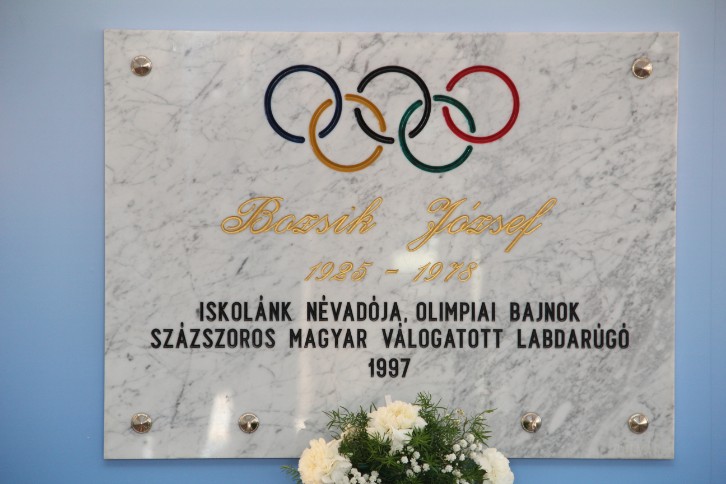 Bozsik József
1925 - 1978
ISKOLÁNK NÉVADÓJA, OLIMPIAI BAJNOK
SZÁZSZOROS MAGYAR VÁLOGATOTT LABDARÚGÓ
1997